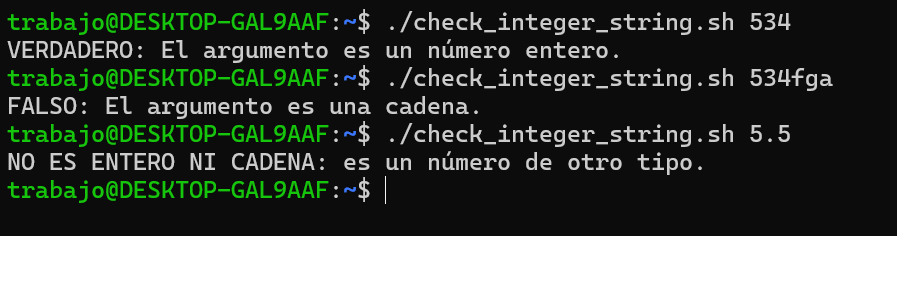 trabajo@DESKTOP-GAL9AAF:~$ ./check_integer_string.sh 534
VERDADERO: El argumento es un número entero.
trabajo@DESKTOP-GAL9AAF:~$ ./check_integer_string.sh 534fga
FALSO: El argumento es una cadena.
trabajo@DESKTOP-GAL9AAF:~$ ./check_integer_string.sh 5.5
NO ES ENTERO NI CADENA: es un número de otro tipo.
trabajo@DESKTOP-GAL9AAF:~$